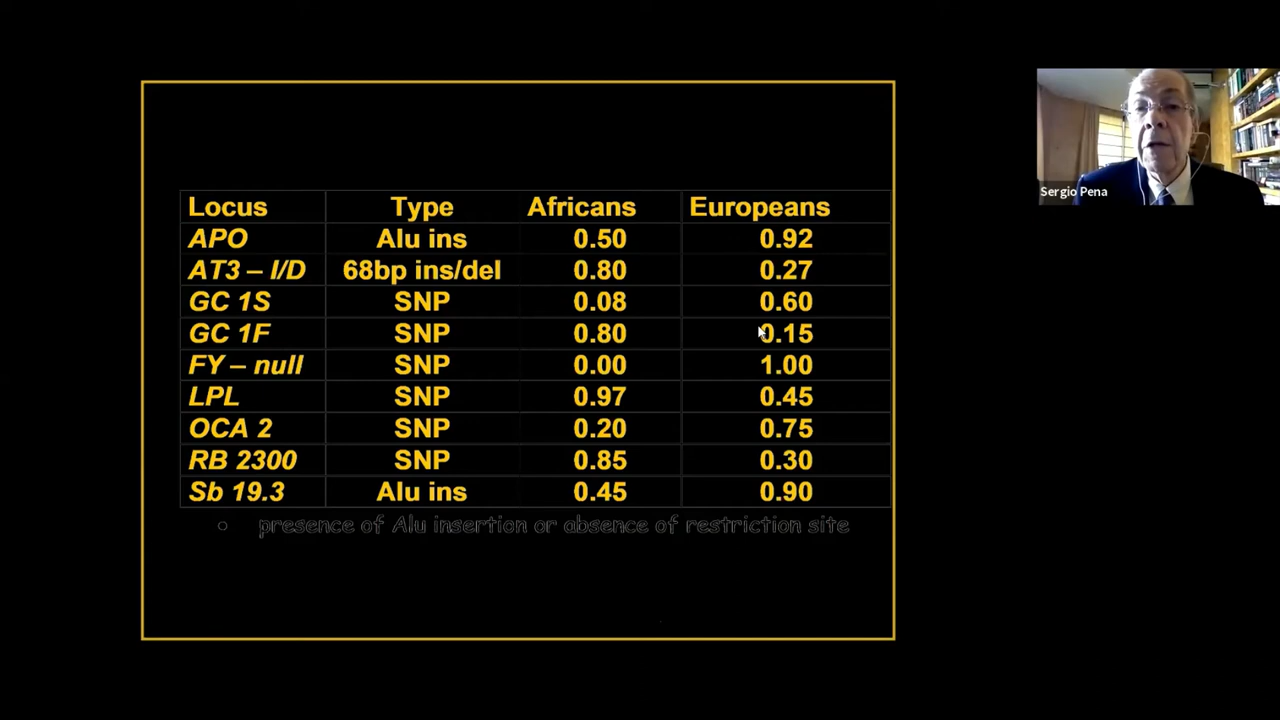 Locus Type Africans Europeans
APO Alu ins 0.50 0.92
AT3 – I/D 68bp ins/del 0.80 0.27
GC 1S SNP 0.08 0.60
GC 1F SNP 0.80 0.15
FY – null SNP 0.00 1.00
LPL SNP 0.97 0.45
OCA 2 SNP 0.20 0.75
RB 2300 SNP 0.85 0.30
Sb 19.3 Alu ins 0.45 0.90
• presence of Alu insertion or absence of restriction site
Sergio Pena